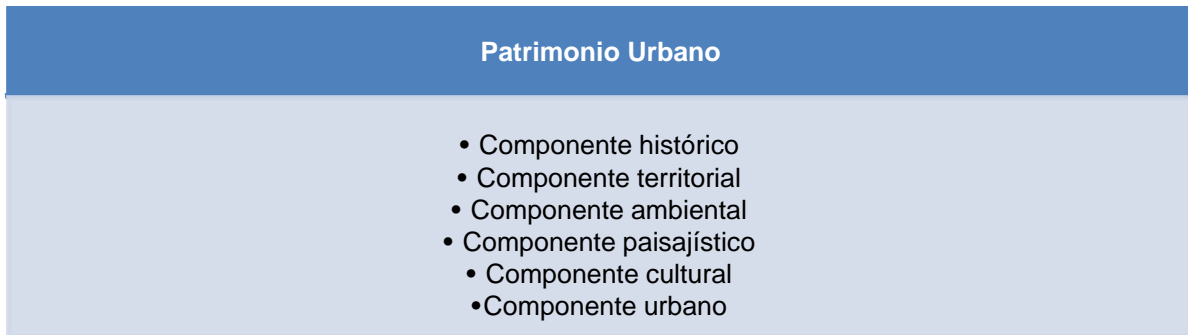 Patrimonio Urbano
• Componente histórico
• Componente territorial
• Componente ambiental
• Componente paisajístico
• Componente cultural
•Componente urbano